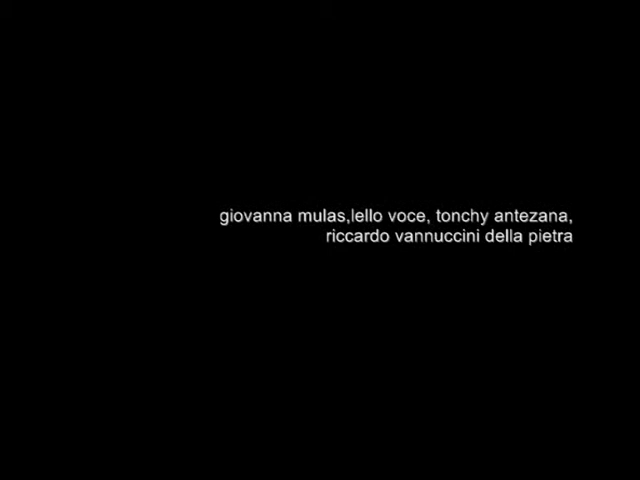 giovanna mulas,lello voce, tonchy antezana,
riccardo vannuccini della pietra